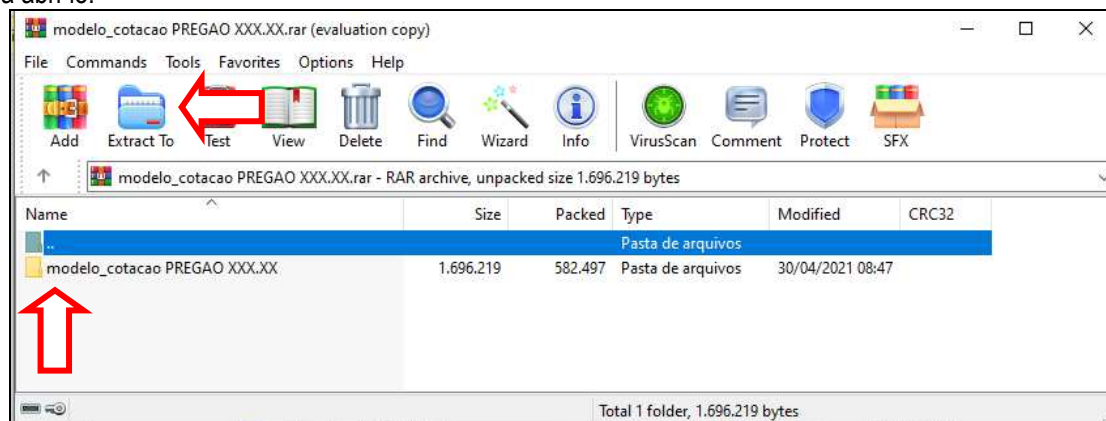 modelo_cotacao PREGAO XXX.XX.rar (evaluation copy)
File Commands Tools Favorites Options Help
Add Extract To Test View Delete Find Wizard Info VirusScan Comment Protect SFX
modelo_cotacao PREGAO XXX.XX.rar - RAR archive, unpacked size 1.696.219 bytes
Name Size Packed Type Modified CRC32
.. Pasta de arquivos
modelo_cotacao PREGAO XXX.XX 1.696.219 582.497 Pasta de arquivos 30/04/2021 08:47
Total 1 folder, 1.696.219 bytes